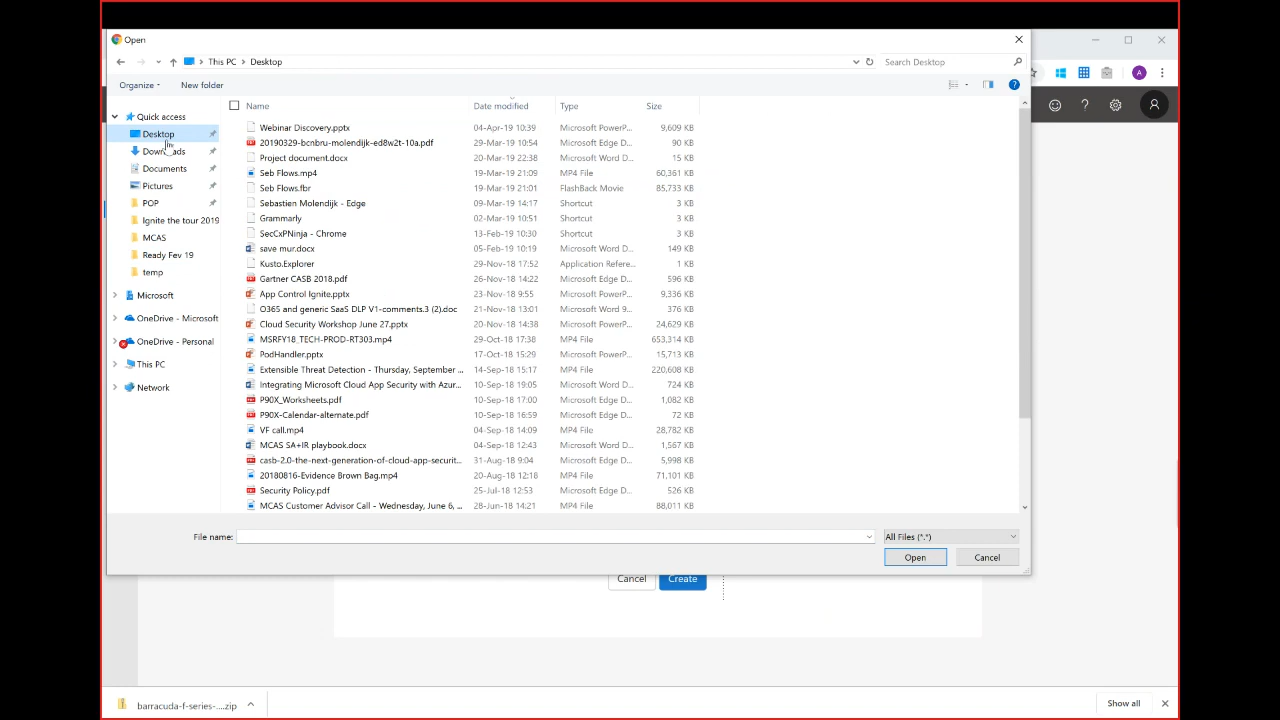 Open
This PC > Desktop
Search Desktop
Organize
New folder
?
A
?
Quick access
Desktop
Downloads
Documents
Pictures
POP
Ignite the tour 2019
MCAS
Ready Fev 19
temp
Microsoft
OneDrive - Microsoft
OneDrive - Personal
This PC
Network
Name Date modified Type Size
Webinar Discovery.pptx 04-Apr-19 10:39 Microsoft PowerP... 9,609 KB
20190329-bcnbru-molendijk-ed8w2t-10a.pdf 29-Mar-19 10:54 Microsoft Edge D... 90 KB
Project document.docx 20-Mar-19 22:38 Microsoft Word D... 15 KB
Seb Flows.mp4 19-Mar-19 21:09 MP4 File 60,361 KB
Seb Flows.fbr 19-Mar-19 21:01 FlashBack Movie 85,733 KB
Sebastien Molendijk - Edge 09-Mar-19 14:17 Shortcut 3 KB
Grammarly 02-Mar-19 10:51 Shortcut 3 KB
SecCxPNinja - Chrome 13-Feb-19 10:30 Shortcut 3 KB
save mur.docx 05-Feb-19 10:19 Microsoft Word D... 149 KB
Kusto.Explorer 29-Nov-18 17:52 Application Refere... 1 KB
Gartner CASB 2018.pdf 26-Nov-18 14:22 Microsoft Edge D... 596 KB
App Control Ignite.pptx 23-Nov-18 9:55 Microsoft PowerP... 9,336 KB
O365 and generic SaaS DLP V1-comments.3 (2).doc 21-Nov-18 13:01 Microsoft Word 9... 376 KB
Cloud Security Workshop June 27.pptx 20-Nov-18 14:38 Microsoft PowerP... 24,629 KB
MSRFY18_TECH-PROD-RT303.mp4 29-Oct-18 17:38 MP4 File 653,314 KB
PodHandler.pptx 17-Oct-18 15:29 Microsoft PowerP... 15,713 KB
Extensible Threat Detection - Thursday, September ... 14-Sep-18 15:17 MP4 File 220,608 KB
Integrating Microsoft Cloud App Security with Azur... 10-Sep-18 19:05 Microsoft Word D... 724 KB
P90X_Worksheets.pdf 10-Sep-18 17:00 Microsoft Edge D... 1,082 KB
P90X-Calendar-alternate.pdf 10-Sep-18 16:59 Microsoft Edge D... 72 KB
VF call.mp4 04-Sep-18 14:09 MP4 File 28,782 KB
MCAS SA+IR playbook.docx 04-Sep-18 12:43 Microsoft Word D... 1,567 KB
casb-2.0-the-next-generation-of-cloud-app-securit... 31-Aug-18 9:04 Microsoft Edge D... 5,998 KB
20180816-Evidence Brown Bag.mp4 20-Aug-18 12:18 MP4 File 71,101 KB
Security Policy.pdf 25-Jul-18 12:53 Microsoft Edge D... 526 KB
MCAS Customer Advisor Call - Wednesday, June 6, ... 28-Jun-18 14:21 MP4 File 88,011 KB
File name:
All Files (*.*)
Open
Cancel
Cancel
Create
barracuda-f-series-....zip
Show all